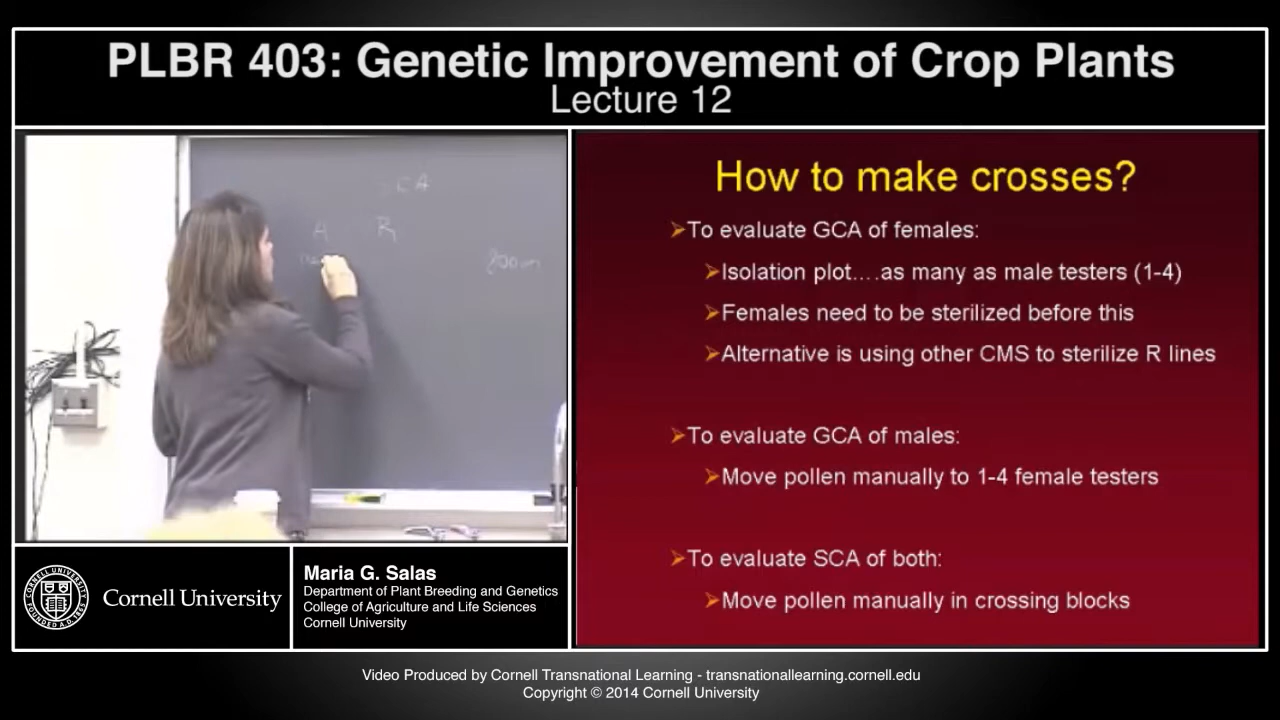 PLBR 403: Genetic Improvement of Crop Plants
Lecture 12
SCA
A R
800m
How to make crosses?
➢To evaluate GCA of females:
➢Isolation plot….as many as male testers (1-4)
➢Females need to be sterilized before this
➢Alternative is using other CMS to sterilize R lines
➢To evaluate GCA of males:
➢Move pollen manually to 1-4 female testers
➢To evaluate SCA of both:
➢Move pollen manually in crossing blocks
Cornell University
Maria G. Salas
Department of Plant Breeding and Genetics
College of Agriculture and Life Sciences
Cornell University
Video Produced by Cornell Transnational Learning - transnationallearning.cornell.edu
Copyright © 2014 Cornell University